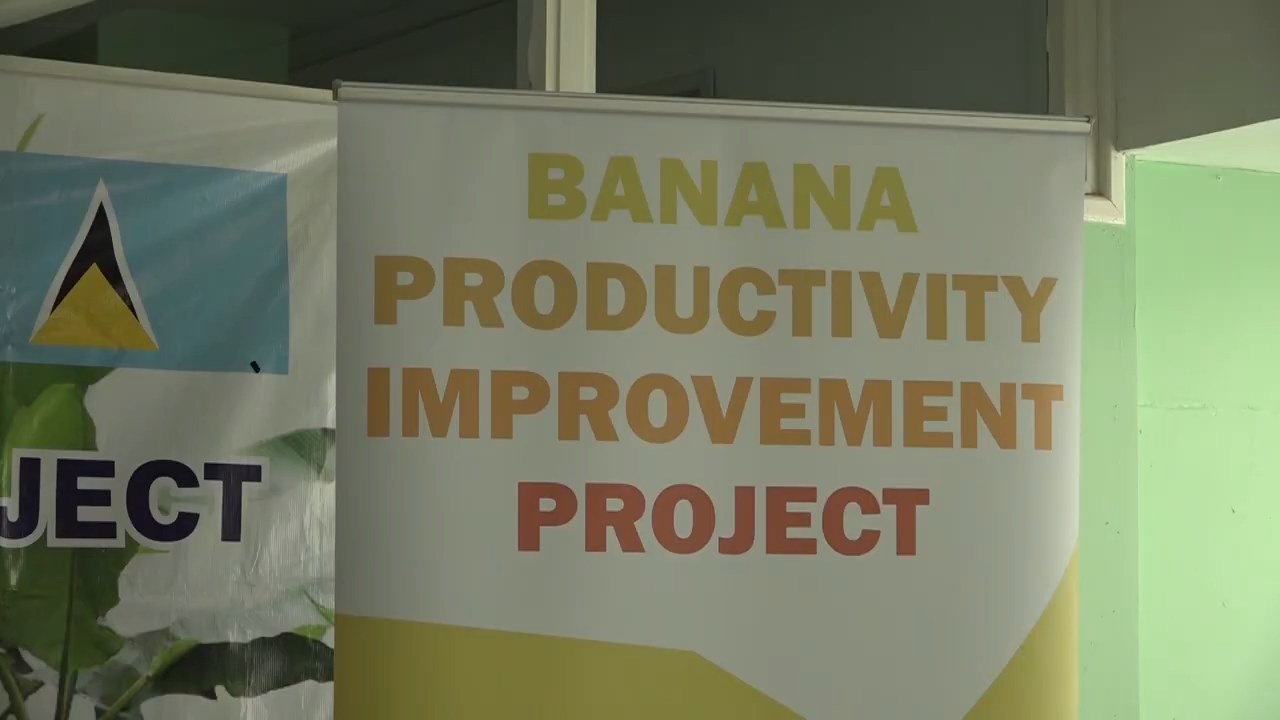 BANANA
PRODUCTIVITY
IMPROVEMENT
PROJECT
JECT